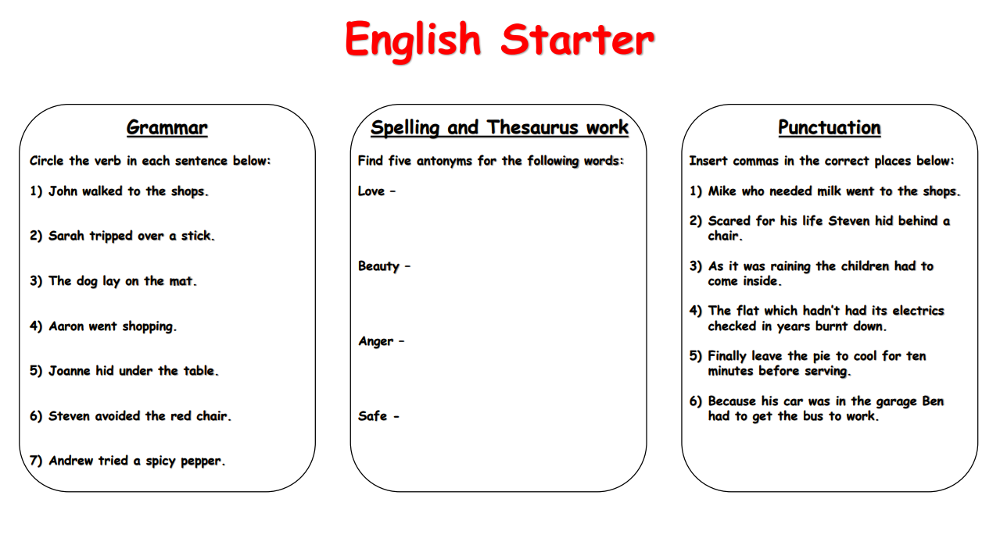 English Starter
Grammar
Circle the verb in each sentence below:
1) John walked to the shops.
2) Sarah tripped over a stick.
3) The dog lay on the mat.
4) Aaron went shopping.
5) Joanne hid under the table.
6) Steven avoided the red chair.
7) Andrew tried a spicy pepper.
Spelling and Thesaurus work
Find five antonyms for the following words:
Love –
Beauty –
Anger –
Safe –
Punctuation
Insert commas in the correct places below:
1) Mike who needed milk went to the shops.
2) Scared for his life Steven hid behind a
chair.
3) As it was raining the children had to
come inside.
4) The flat which hadn't had its electrics
checked in years burnt down.
5) Finally leave the pie to cool for ten
minutes before serving.
6) Because his car was in the garage Ben
had to get the bus to work.